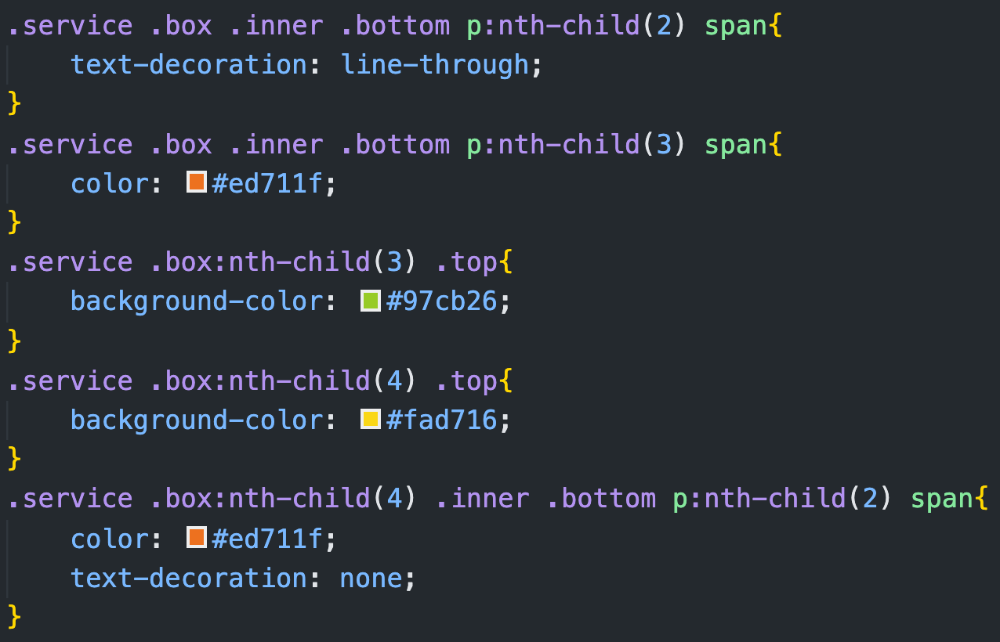 .service .box .inner .bottom p:nth-child(2) span{
    text-decoration: line-through;
}
.service .box .inner .bottom p:nth-child(3) span{
    color: #ed711f;
}
.service .box:nth-child(3) .top{
    background-color: #97cb26;
}
.service .box:nth-child(4) .top{
    background-color: #fad716;
}
.service .box:nth-child(4) .inner .bottom p:nth-child(2) span{
    color: #ed711f;
    text-decoration: none;
}